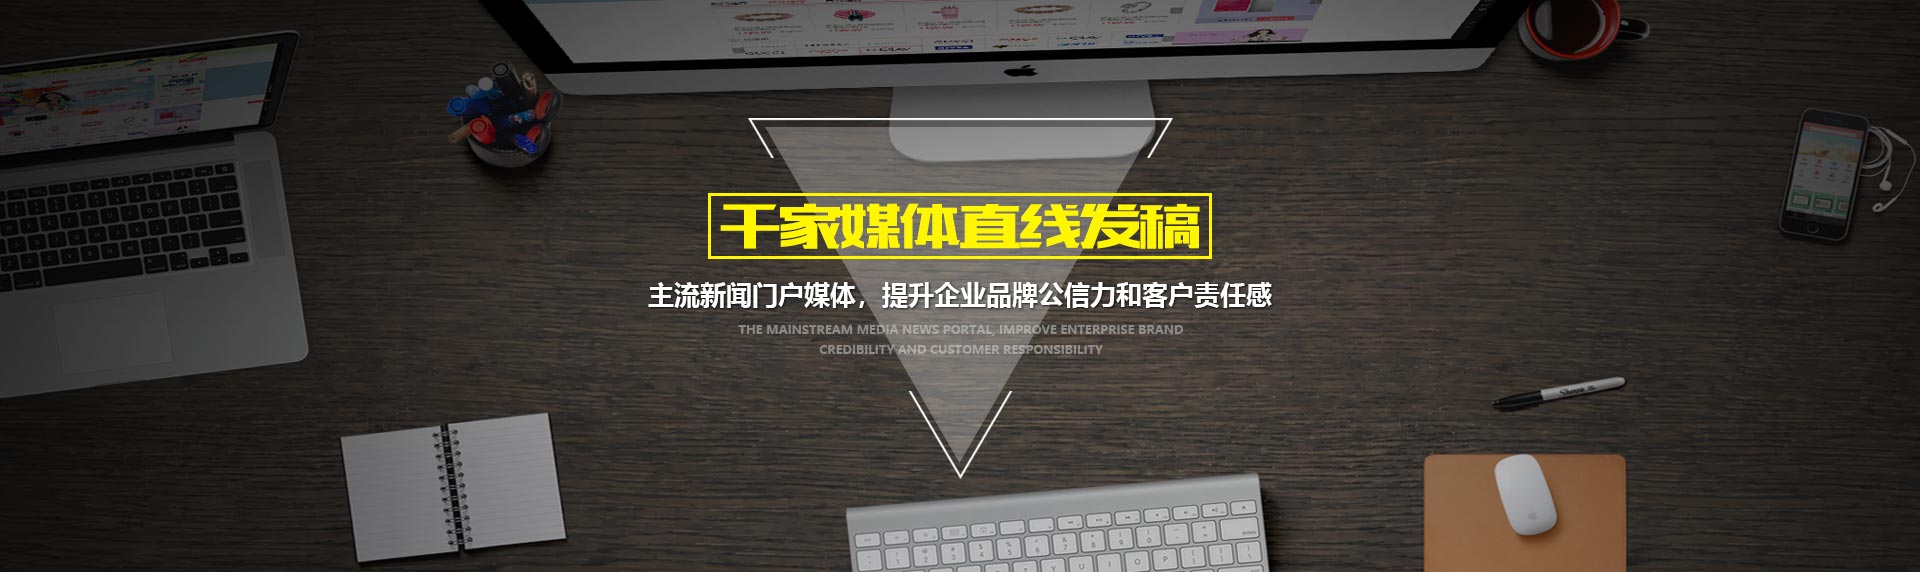 千家媒体直线发稿
主流新闻门户媒体，提升企业品牌公信力和客户责任感
THE MAINSTREAM MEDIA NEWS PORTAL, IMPROVE ENTERPRISE BRAND
CREDIBILITY AND CUSTOMER RESPONSIBILITY